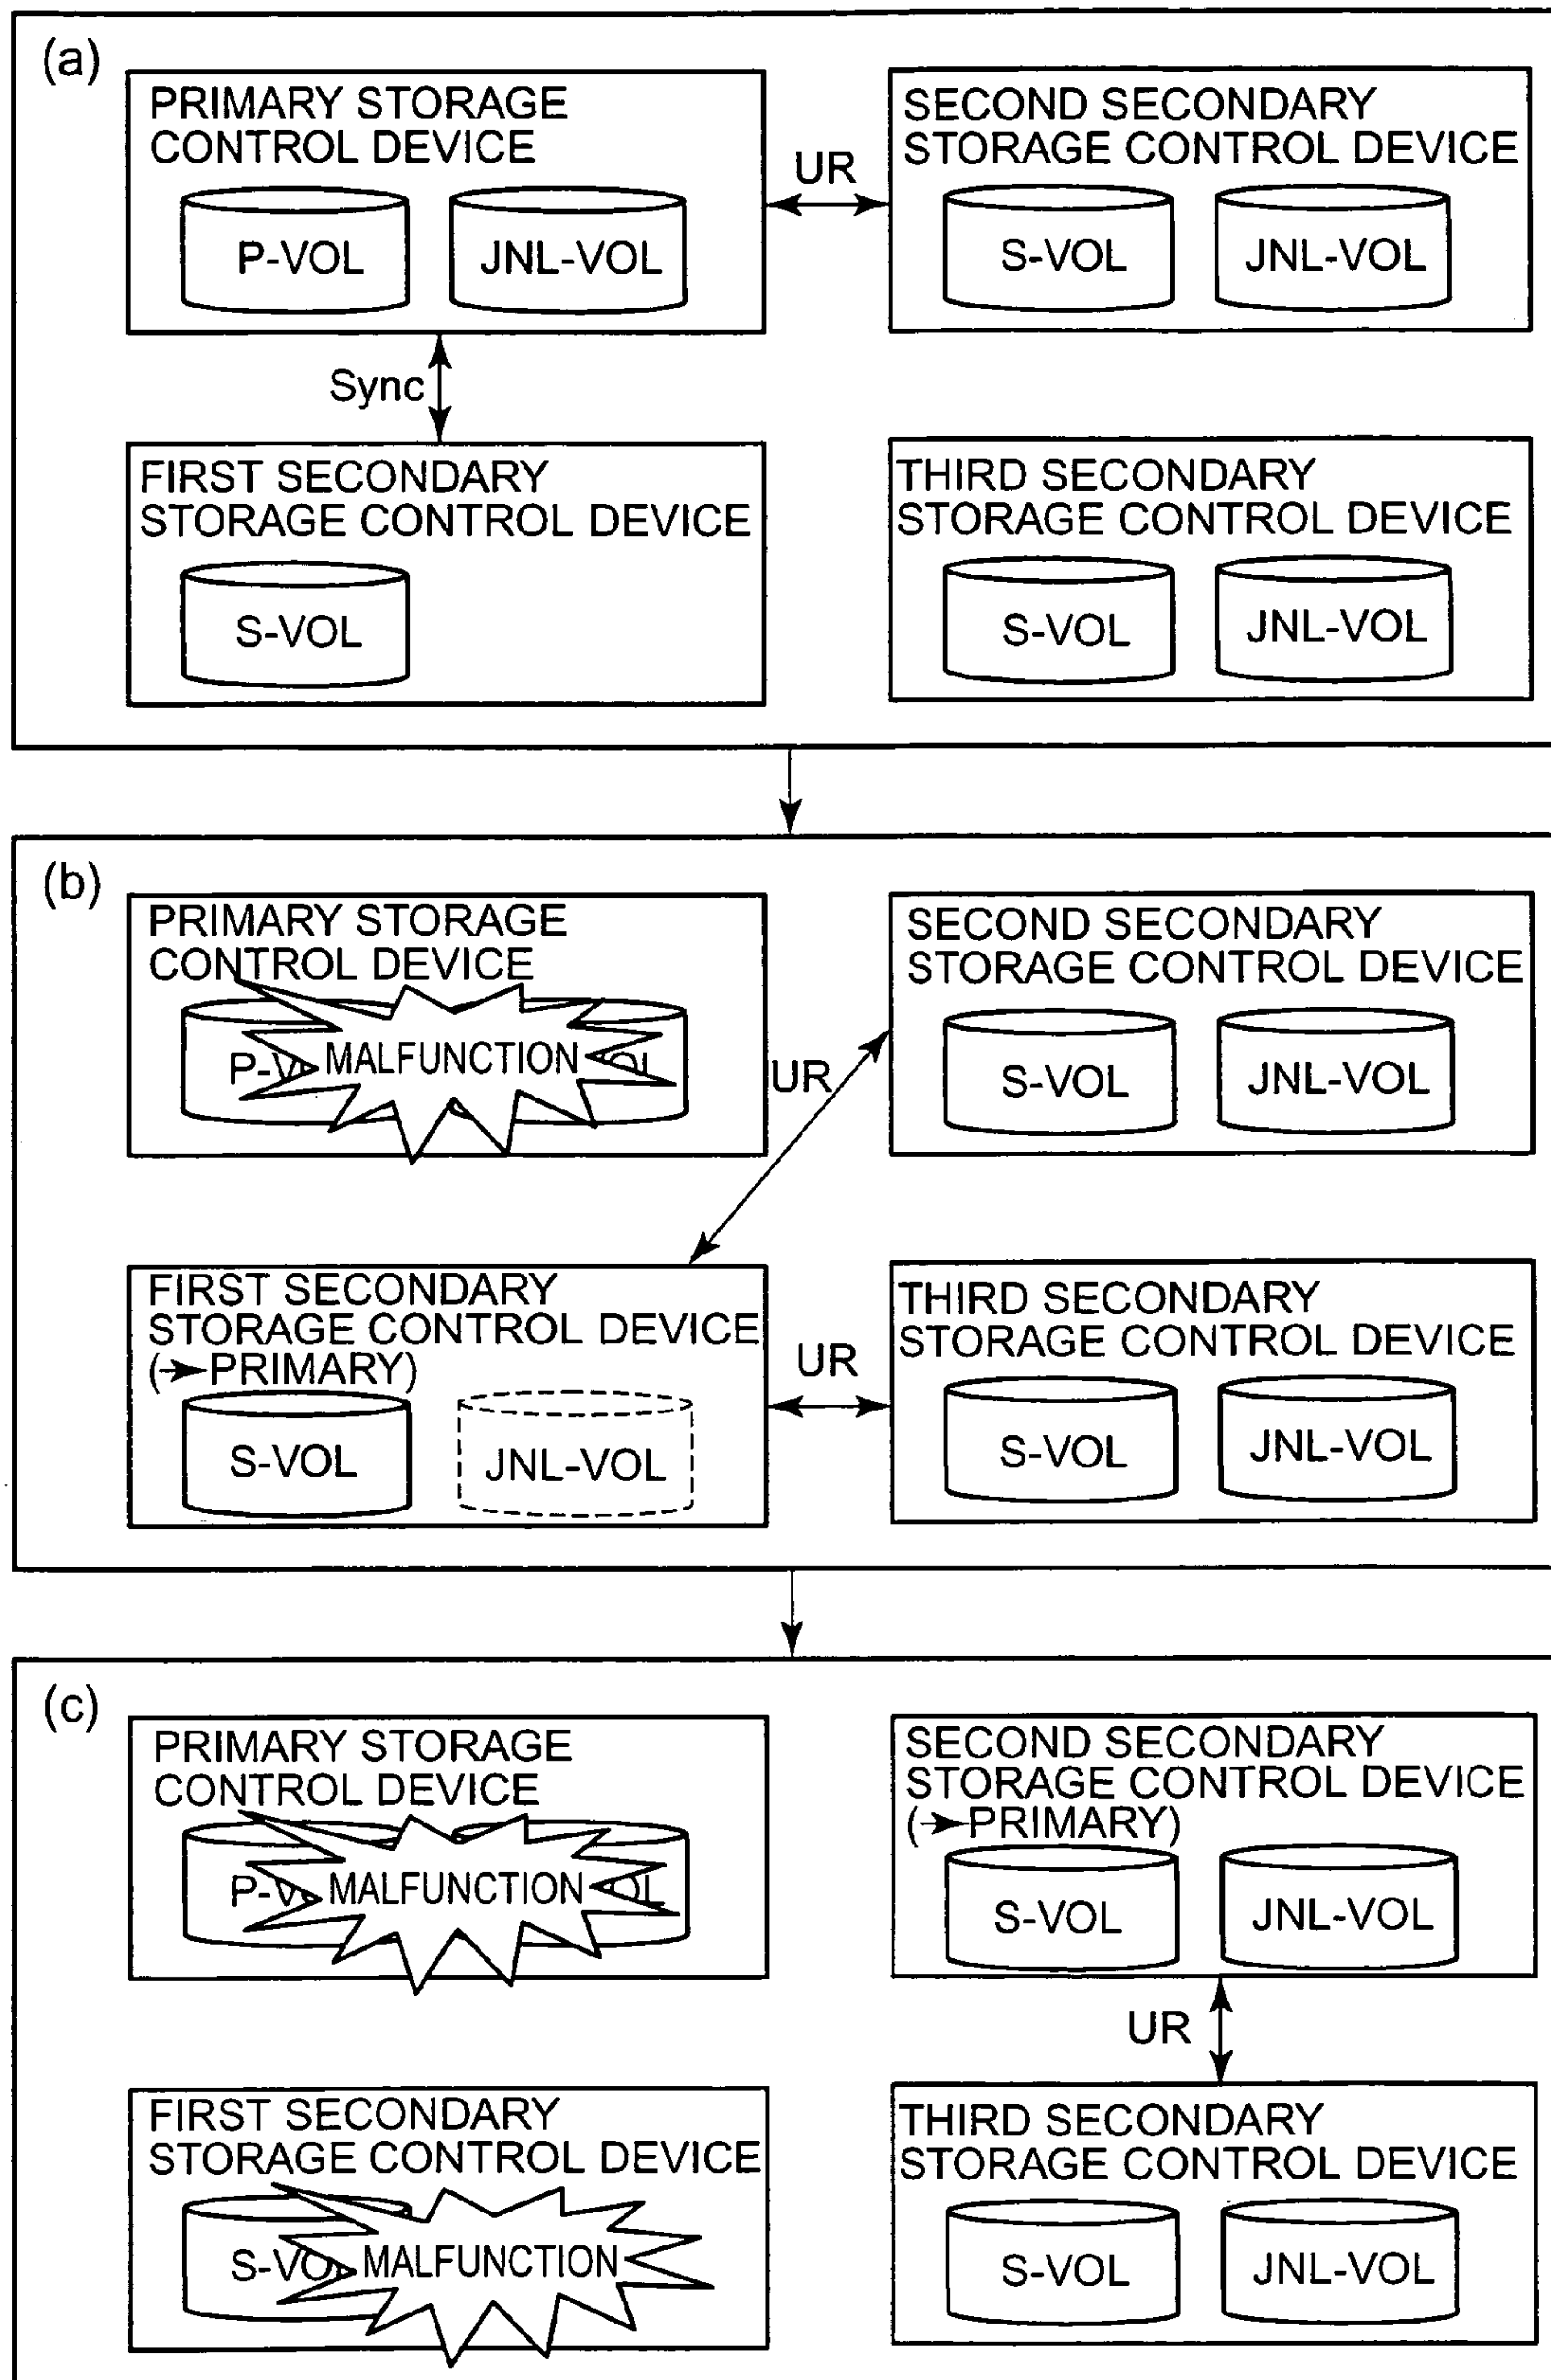 (a)
PRIMARY STORAGE
CONTROL DEVICE
P-VOL
JNL-VOL
UR
SECOND SECONDARY
STORAGE CONTROL DEVICE
S-VOL
JNL-VOL
Sync
FIRST SECONDARY
STORAGE CONTROL DEVICE
S-VOL
THIRD SECONDARY
STORAGE CONTROL DEVICE
S-VOL
JNL-VOL
(b)
PRIMARY STORAGE
CONTROL DEVICE
MALFUNCTION
UR
SECOND SECONDARY
STORAGE CONTROL DEVICE
S-VOL
JNL-VOL
FIRST SECONDARY
STORAGE CONTROL DEVICE
(→PRIMARY)
S-VOL
JNL-VOL
UR
THIRD SECONDARY
STORAGE CONTROL DEVICE
S-VOL
JNL-VOL
(c)
PRIMARY STORAGE
CONTROL DEVICE
MALFUNCTION
SECOND SECONDARY
STORAGE CONTROL DEVICE
(→PRIMARY)
S-VOL
JNL-VOL
UR
FIRST SECONDARY
STORAGE CONTROL DEVICE
MALFUNCTION
THIRD SECONDARY
STORAGE CONTROL DEVICE
S-VOL
JNL-VOL